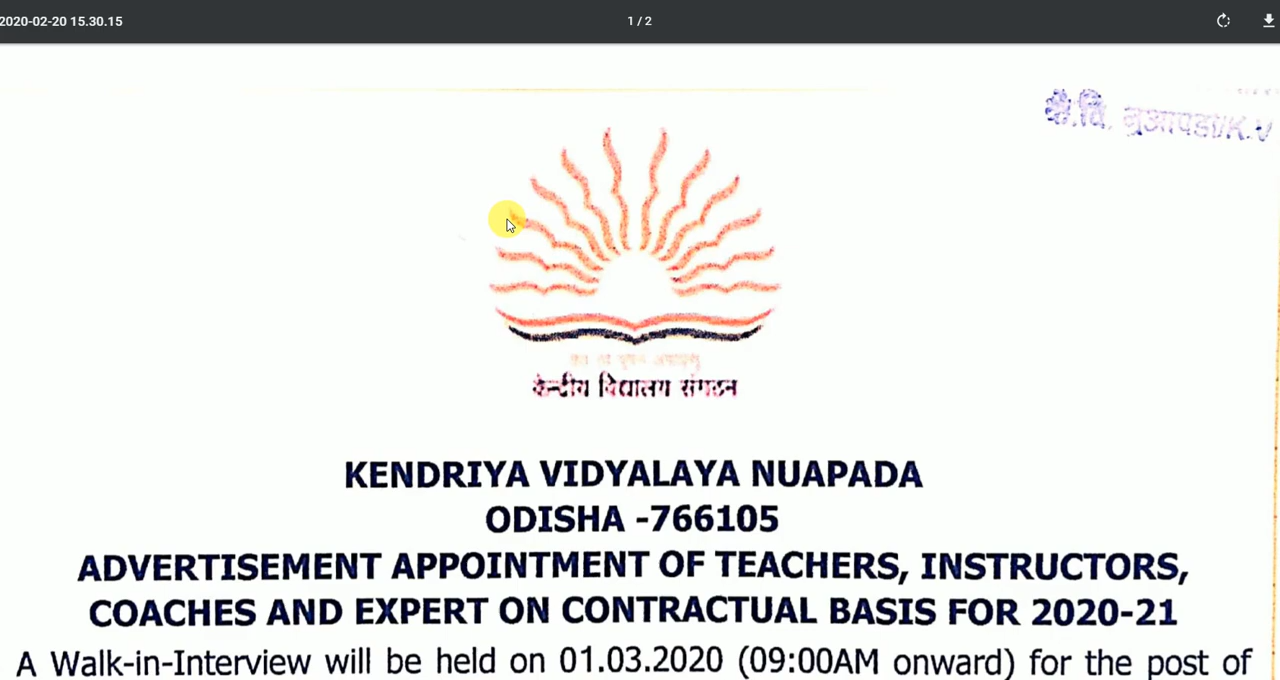 2020-02-20 15.30.15
1 / 2
के.वि. नुआपडा/K.V
केन्द्रीय विद्यालय संगठन
KENDRIYA VIDYALAYA NUAPADA
ODISHA -766105
ADVERTISEMENT APPOINTMENT OF TEACHERS, INSTRUCTORS,
COACHES AND EXPERT ON CONTRACTUAL BASIS FOR 2020-21
A Walk-in-Interview will be held on 01.03.2020 (09:00AM onward) for the post of